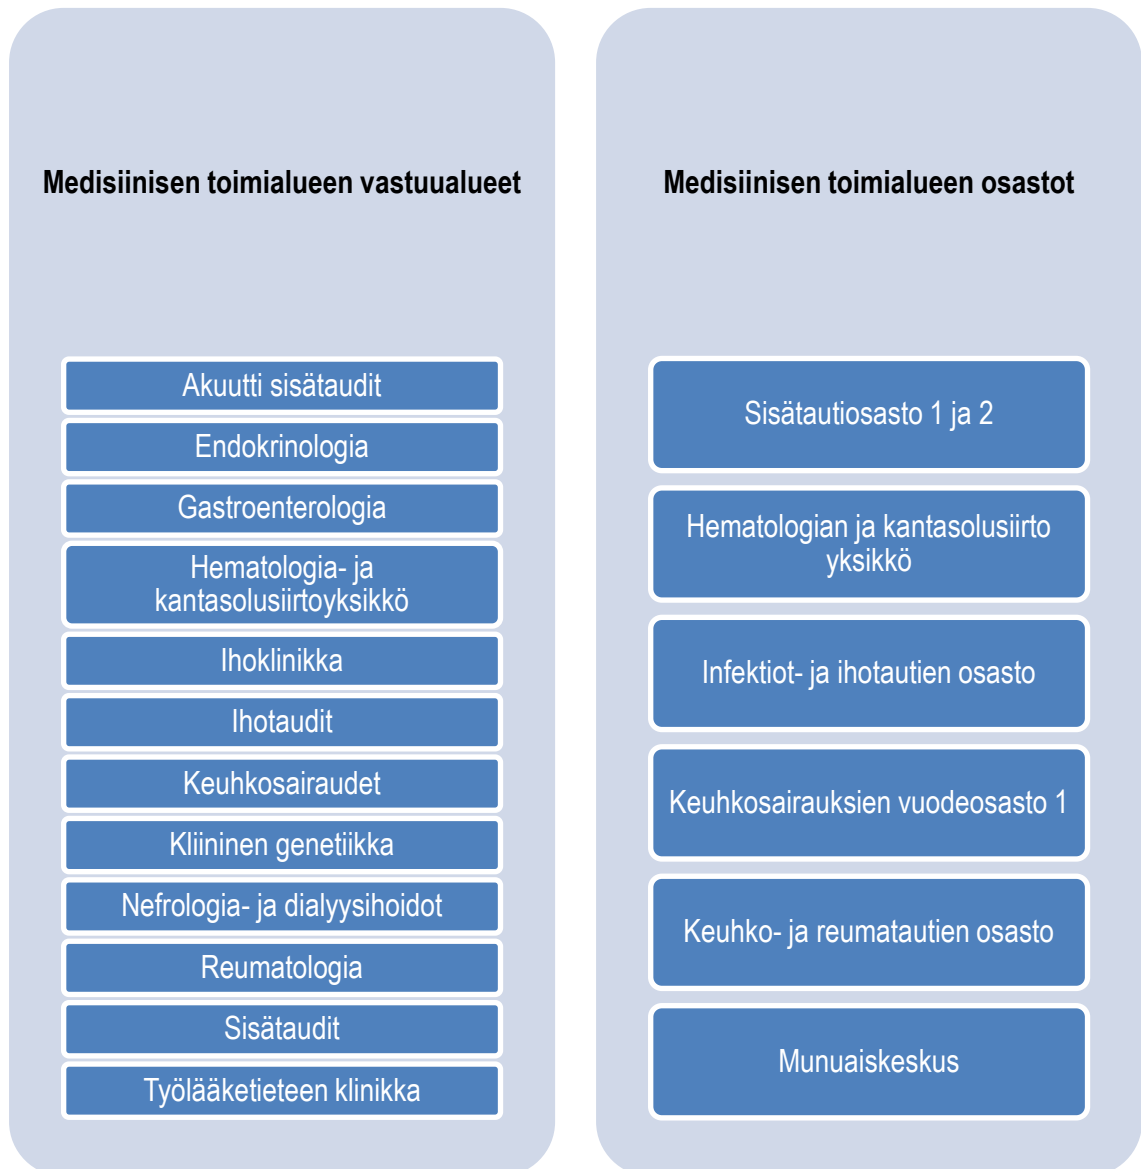 Medisiinisen toimialueen vastuualueet
Akuutti sisätaudit
Endokrinologia
Gastroenterologia
Hematologia- ja
kantasolusiirtoyksikkö
Ihoklinikka
Ihotaudit
Keuhkosairaudet
Kliininen genetiikka
Nefrologia- ja dialyysihoidot
Reumatologia
Sisätaudit
Työlääketieteen klinikka
Medisiinisen toimialueen osastot
Sisätautiosasto 1 ja 2
Hematologian ja kantasolusiirto
yksikkö
Infektiot- ja ihotautien osasto
Keuhkosairauksien vuodeosasto 1
Keuhko- ja reumatautien osasto
Munuaiskeskus